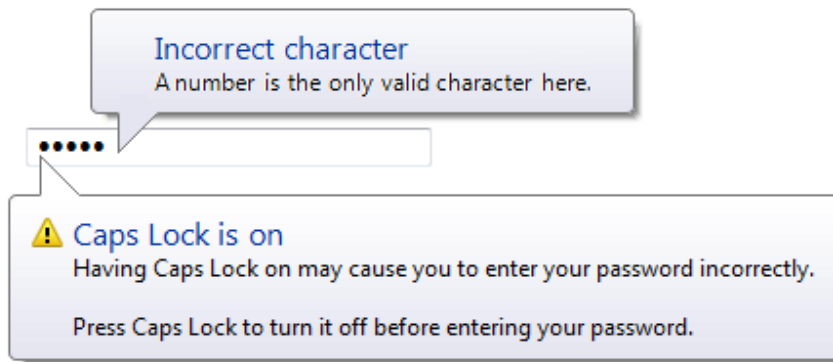 Incorrect character
A number is the only valid character here.
•••••
Caps Lock is on
Having Caps Lock on may cause you to enter your password incorrectly.
Press Caps Lock to turn it off before entering your password.